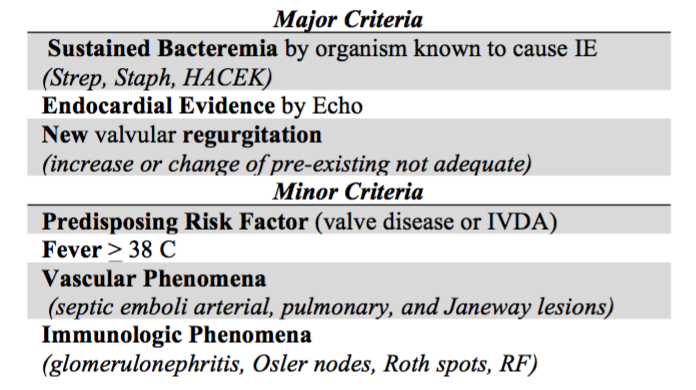 Major Criteria
Sustained Bacteremia by organism known to cause IE
(Strep, Staph, HACEK)
Endocardial Evidence by Echo
New valvular regurgitation
(increase or change of pre-existing not adequate)
Minor Criteria
Predisposing Risk Factor (valve disease or IVDA)
Fever ≥ 38 C
Vascular Phenomena
(septic emboli arterial, pulmonary, and Janeway lesions)
Immunologic Phenomena
(glomerulonephritis, Osler nodes, Roth spots, RF)